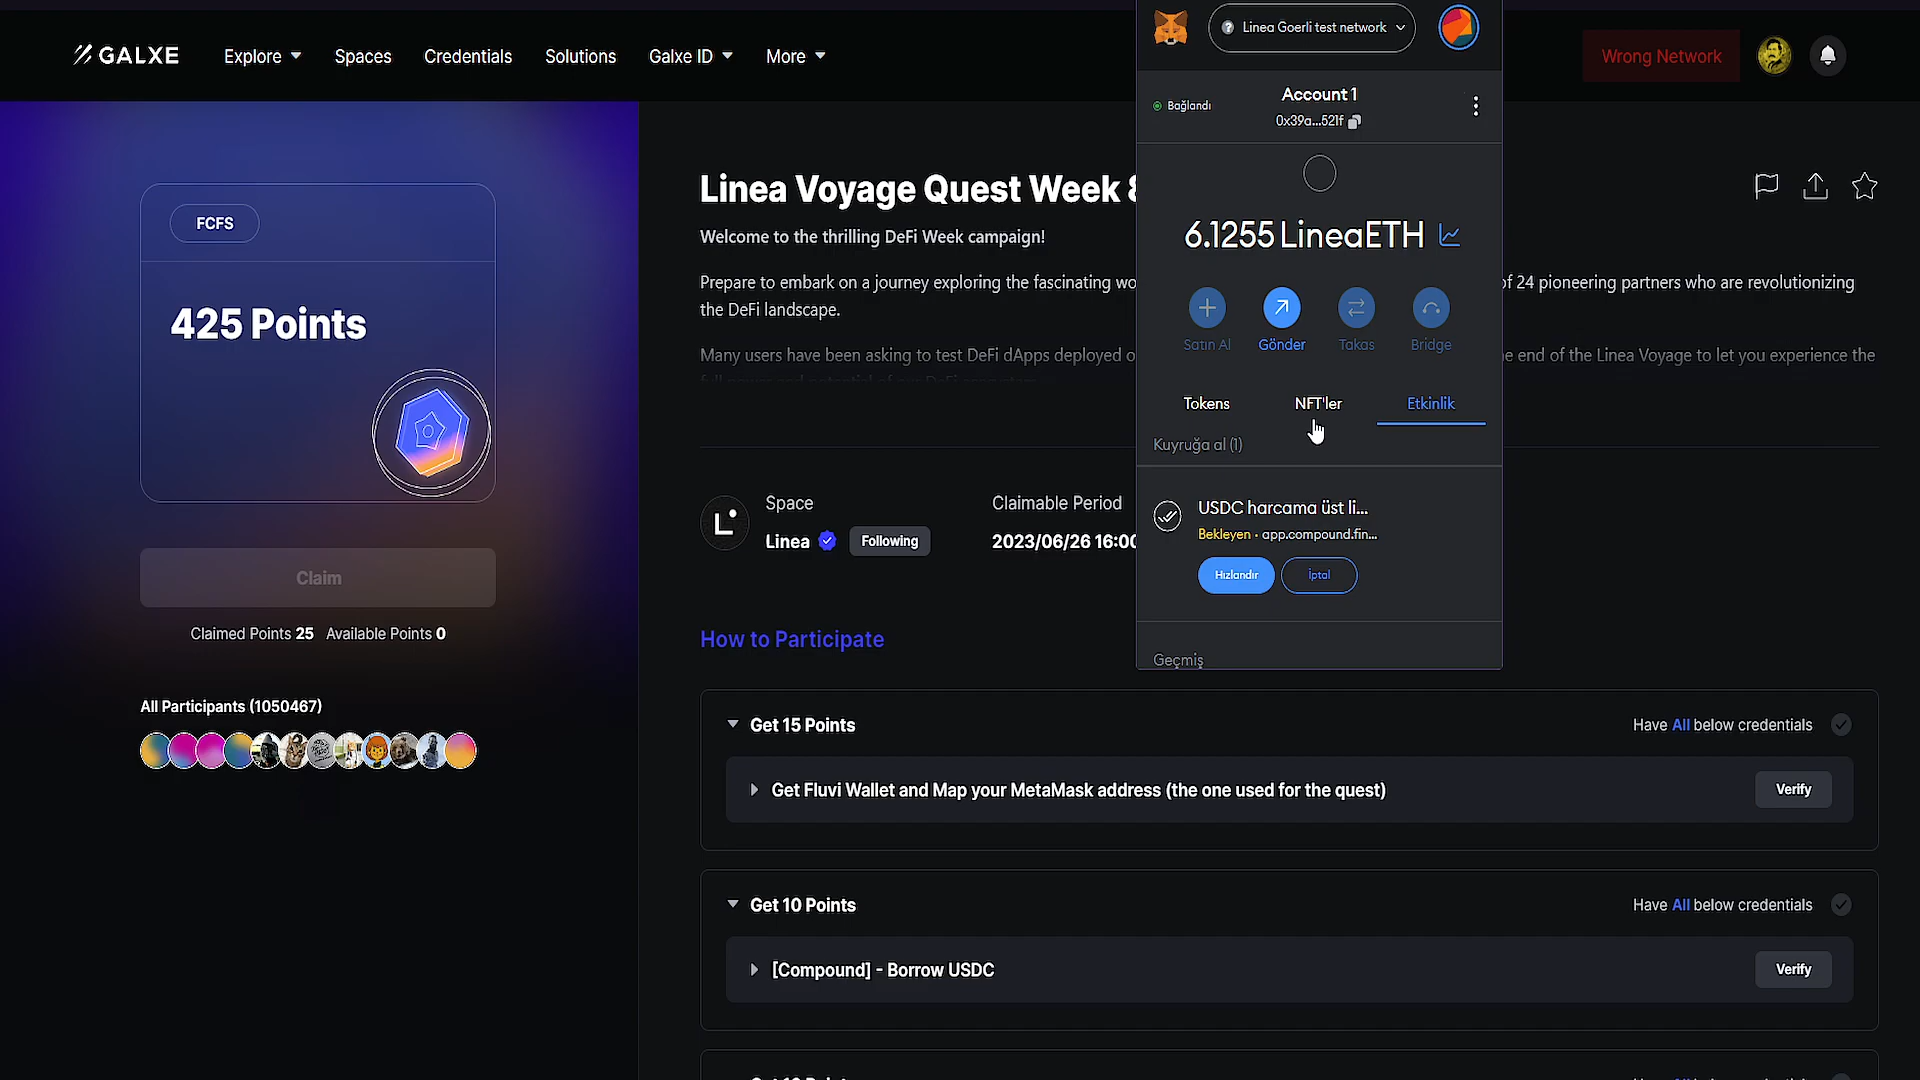 GALXE
Explore
Spaces
Credentials
Solutions
Galxe ID
More
Wrong Network
Linea Goerli test network
Bağlandı
Account 1
0x39a...521f
6.1255 LineaETH
Satın Al
Gönder
Takas
Bridge
Tokens
NFT'ler
Etkinlik
Kuyruğa al (1)
USDC harcama üst li...
Bekleyen · app.compound.fin...
Hızlandır
İptal
Geçmiş
FCFS
425 Points
Claim
Claimed Points 25 Available Points 0
All Participants (1050467)
Linea Voyage Quest Week
Welcome to the thrilling DeFi Week campaign!
Prepare to embark on a journey exploring the fascinating of 24 pioneering partners who are revolutionizing
the DeFi landscape.
Many users have been asking to test DeFi dApps deployed end of the Linea Voyage to let you experience the
Space
Linea
Following
Claimable Period
2023/06/26 16:00
How to Participate
Get 15 Points
Have All below credentials
Get Fluvi Wallet and Map your MetaMask address (the one used for the quest)
Verify
Get 10 Points
Have All below credentials
[Compound] - Borrow USDC
Verify